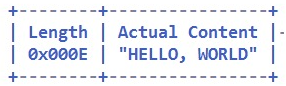 +--------+----------------+
| Length | Actual Content |-
| 0x000E | "HELLO, WORLD" |
+--------+----------------+